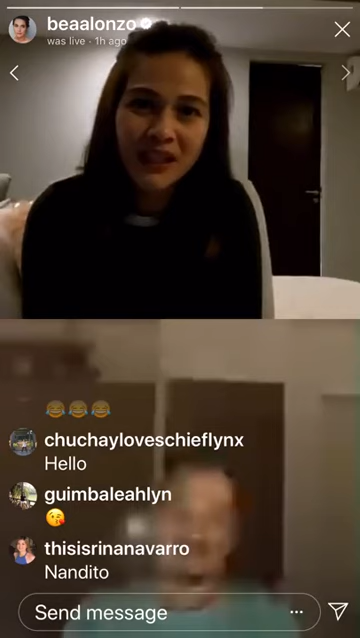 beaalonzo
was live · 1h ago
😂😂😂
chuchayloveschieflynx
Hello
guimbaleahlyn
😘
thisisrinanavarro
Nandito
Send message